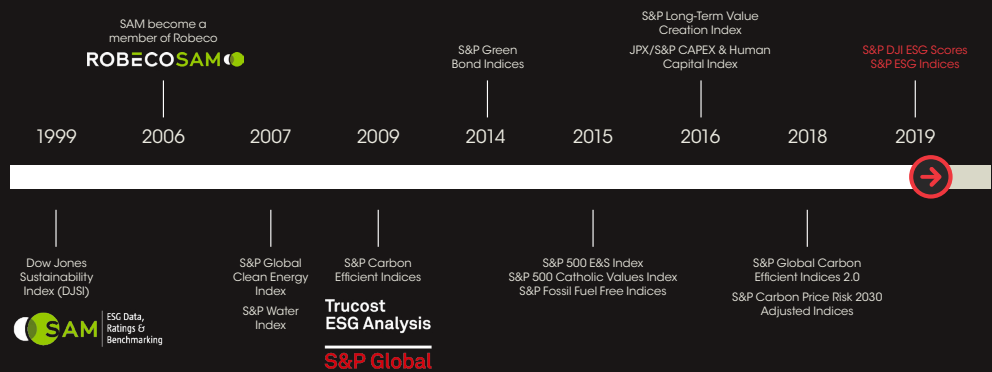 SAM become a
member of Robeco
ROBECOSAM
S&P Green
Bond Indices
S&P Long-Term Value
Creation Index
JPX/S&P CAPEX & Human
Capital Index
S&P DJI ESG Scores
S&P ESG Indices
1999
2006
2007
2009
2014
2015
2016
2018
2019
Dow Jones
Sustainability
Index (DJSI)
SAM
ESG Data,
Ratings &
Benchmarking
S&P Global
Clean Energy
Index
S&P Water
Index
S&P Carbon
Efficient Indices
Trucost
ESG Analysis
S&P Global
S&P 500 E&S Index
S&P 500 Catholic Values Index
S&P Fossil Fuel Free Indices
S&P Global Carbon
Efficient Indices 2.0
S&P Carbon Price Risk 2030
Adjusted Indices